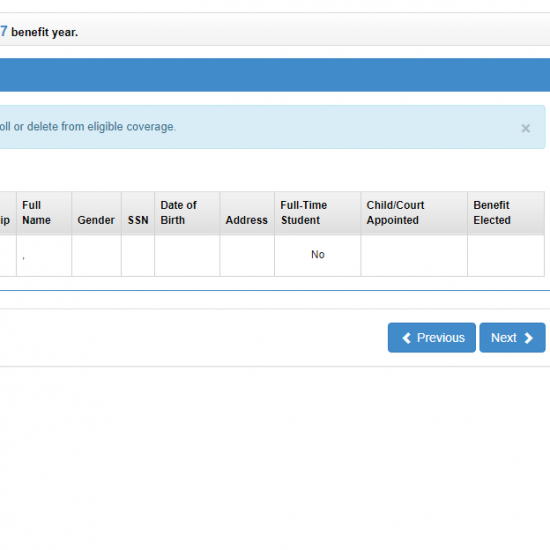 7 benefit year.
oll or delete from eligible coverage.
×
ip Full Name Gender SSN Date of Birth Address Full-Time Student Child/Court Appointed Benefit Elected
, No
Previous Next